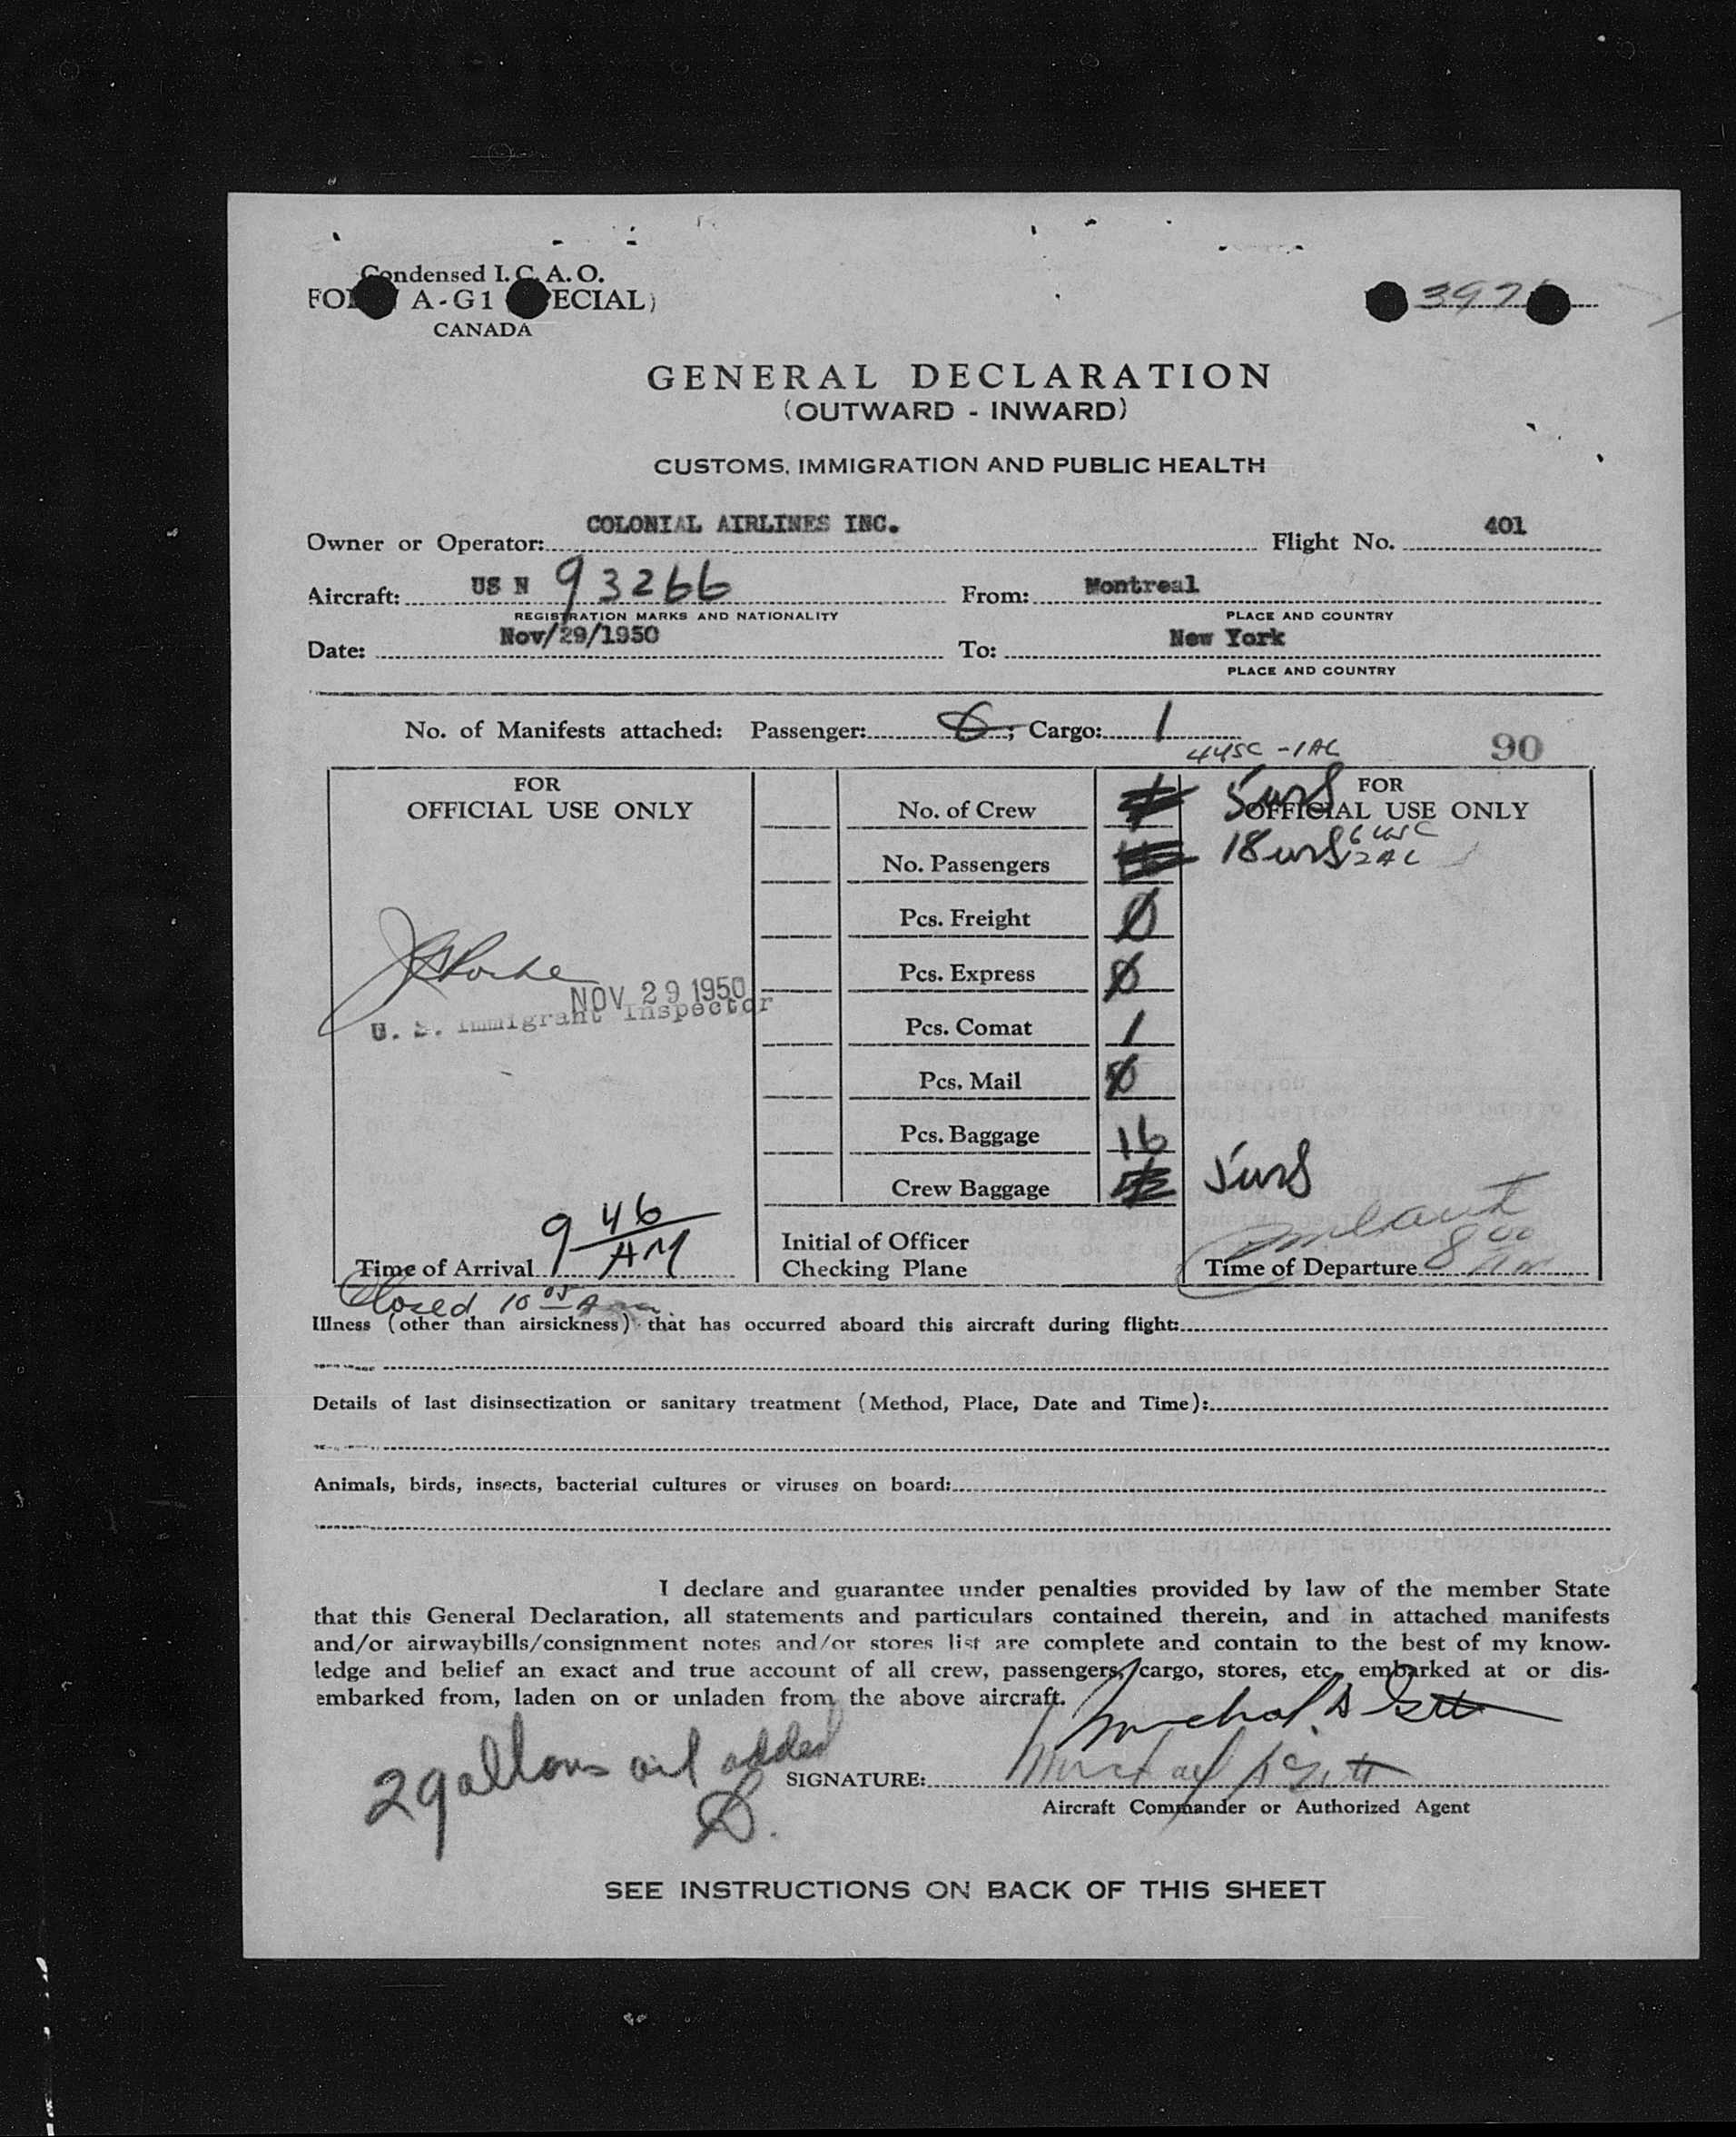 Condensed I.C.A.O.
A-G1
CANADA
397
GENERAL DECLARATION
(OUTWARD - INWARD)
CUSTOMS, IMMIGRATION AND PUBLIC HEALTH
Owner or Operator: COLONIAL AIRLINES INC. Flight No. 401
Aircraft: US N 93266 From: Montreal
REGISTRATION MARKS AND NATIONALITY PLACE AND COUNTRY
Date: Nov/29/1950 To: New York
PLACE AND COUNTRY
No. of Manifests attached: Passenger: 6; Cargo: 1
90
FOR
OFFICIAL USE ONLY
No. of Crew
FOR
OFFICIAL USE ONLY
No. Passengers
Pcs. Freight 0
Pcs. Express 0
Pcs. Comat 1
Pcs. Mail 0
Pcs. Baggage 16
Crew Baggage
NOV 29 1950
U. S. Immigrant Inspector
Time of Arrival 9 46 AM
Initial of Officer
Checking Plane
Time of Departure 8 00
Closed 10 05 Am
Illness (other than airsickness) that has occurred aboard this aircraft during flight:
Details of last disinsectization or sanitary treatment (Method, Place, Date and Time):
Animals, birds, insects, bacterial cultures or viruses on board:
I declare and guarantee under penalties provided by law of the member State
that this General Declaration, all statements and particulars contained therein, and in attached manifests
and/or airwaybills/consignment notes and/or stores list are complete and contain to the best of my know-
ledge and belief an exact and true account of all crew, passengers, cargo, stores, etc. embarked at or dis-
embarked from, laden on or unladen from the above aircraft.
2 gallons oil added
SIGNATURE:
Aircraft Commander or Authorized Agent
SEE INSTRUCTIONS ON BACK OF THIS SHEET